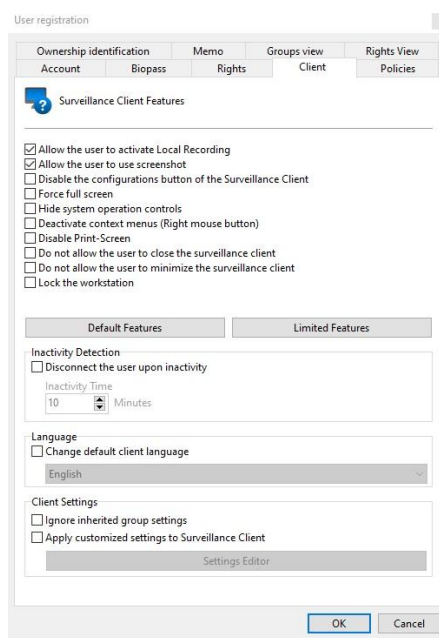 User registration
Ownership identification Memo Groups view Rights View
Account Biopass Rights Client Policies
Surveillance Client Features
Allow the user to activate Local Recording
Allow the user to use screenshot
Disable the configurations button of the Surveillance Client
Force full screen
Hide system operation controls
Deactivate context menus (Right mouse button)
Disable Print-Screen
Do not allow the user to close the surveillance client
Do not allow the user to minimize the surveillance client
Lock the workstation
Default Features Limited Features
Inactivity Detection
Disconnect the user upon inactivity
Inactivity Time
10 Minutes
Language
Change default client language
English
Client Settings
Ignore inherited group settings
Apply customized settings to Surveillance Client
Settings Editor
OK Cancel